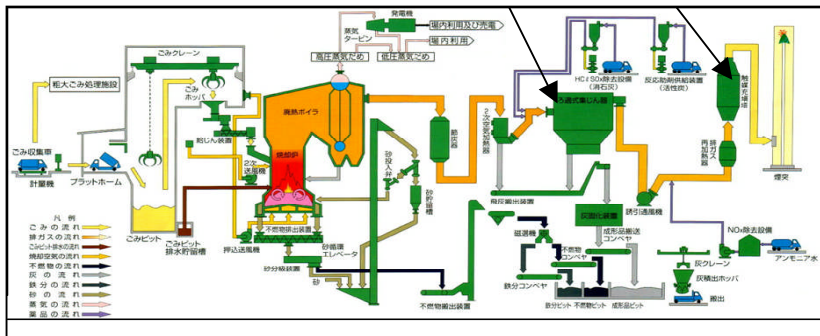 発電機
蒸気
タービン
場内利用及び売電
場内利用
高圧蒸気だめ
低圧蒸気だめ
ごみクレーン
粗大ごみ処理施設
ごみ
ホッパ
廃熱ボイラ
HCℓ SOx除去設備
(消石灰)
反応助剤供給装置
(活性炭)
ろ過式集じん器
触媒充填塔
2次空気
加熱器
節炭器
焼却炉
2次
送風機
ごみ収集車
計量機
プラットホーム
砂投入弁
砂貯留槽
排ガス
再加熱器
煙突
飛灰搬出装置
灰固化装置
誘引通風機
ごみピット
ごみピット
排水貯留槽
不燃物排出装置
押込送風機
砂循環
エレベータ
砂分級装置
砂
不燃物搬出装置
磁選機
不燃物
コンベヤ
成形品搬送
コンベヤ
鉄分コンベヤ
鉄分ピット
不燃物ピット
成形品ピット
NOx除去設備
アンモニア水
灰クレーン
灰積出ホッパ
搬出
凡例
ごみの流れ
排ガスの流れ
ごみピット排水の流れ
焼却空気の流れ
不燃物の流れ
灰の流れ
鉄分の流れ
砂の流れ
蒸気の流れ
薬品の流れ